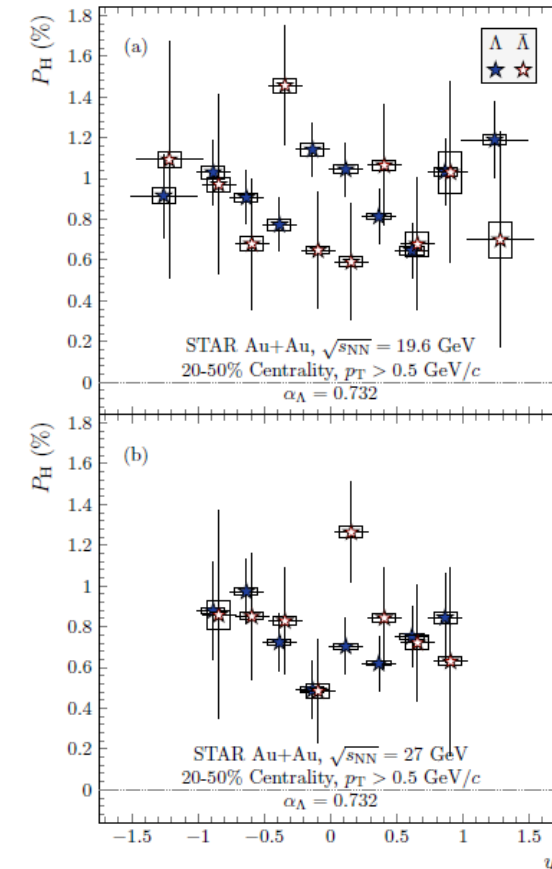 1.8
1.6
1.4
1.2
1
0.8
0.6
0.4
0.2
0
P_H (%)
(a)
Λ Λ̄
STAR Au+Au, √s_NN = 19.6 GeV
20-50% Centrality, p_T > 0.5 GeV/c
α_Λ = 0.732
1.8
1.6
1.4
1.2
1
0.8
0.6
0.4
0.2
0
P_H (%)
(b)
STAR Au+Au, √s_NN = 27 GeV
20-50% Centrality, p_T > 0.5 GeV/c
α_Λ = 0.732
−1.5 −1 −0.5 0 0.5 1 1.5